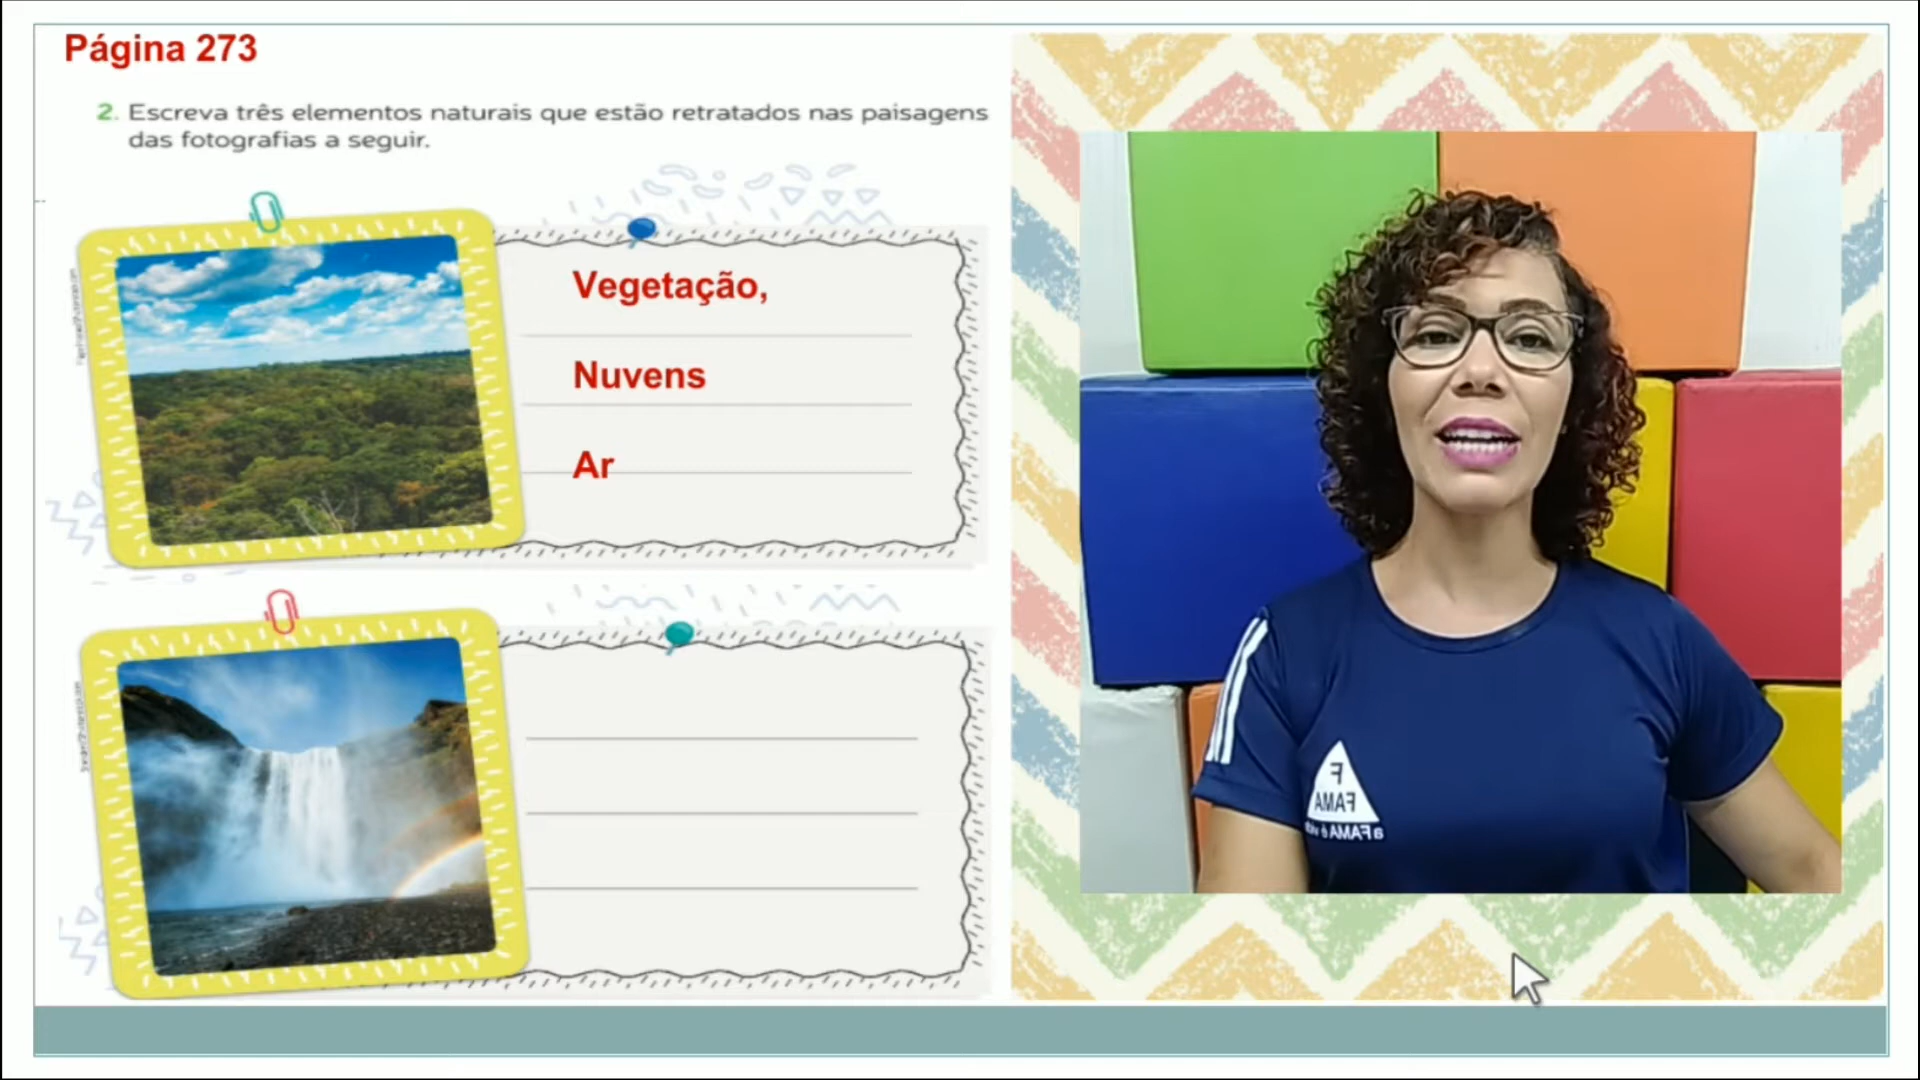 Página 273
2. Escreva três elementos naturais que estão retratados nas paisagens
das fotografias a seguir.
Vegetação,
Nuvens
Ar
F
FAMA